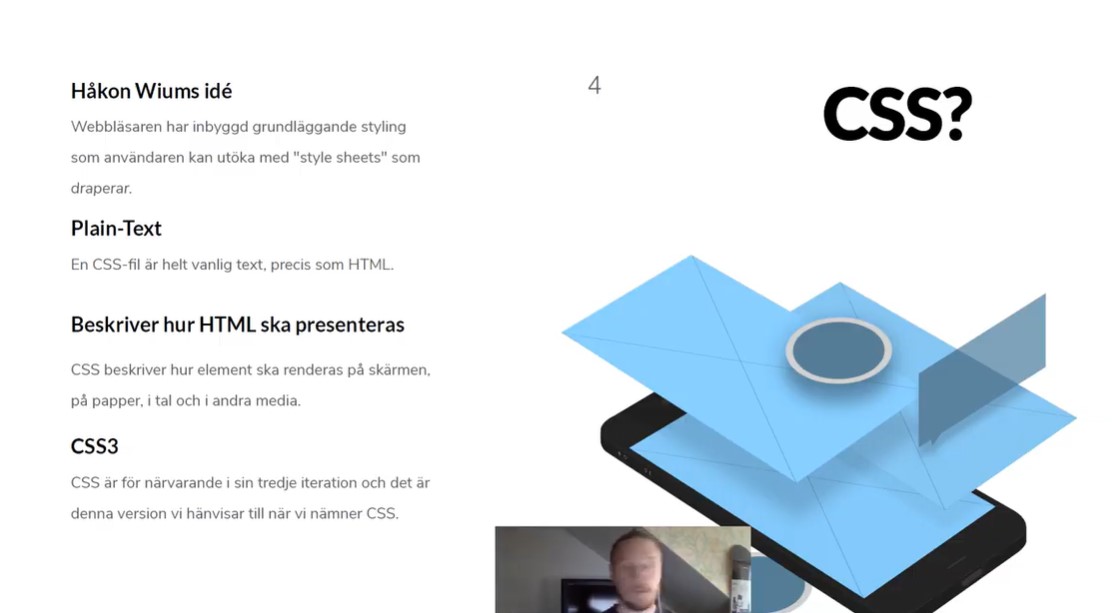 Håkon Wiums idé
Webbläsaren har inbyggd grundläggande styling
som användaren kan utöka med "style sheets" som
draperar.
Plain-Text
En CSS-fil är helt vanlig text, precis som HTML.
Beskriver hur HTML ska presenteras
CSS beskriver hur element ska renderas på skärmen,
på papper, i tal och i andra media.
CSS3
CSS är för närvarande i sin tredje iteration och det är
denna version vi hänvisar till när vi nämner CSS.
4
CSS?